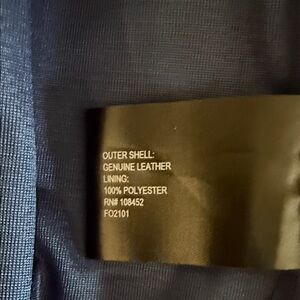 OUTER SHELL:
GENUINE LEATHER
LINING:
100% POLYESTER
RN# 108452
FO2101